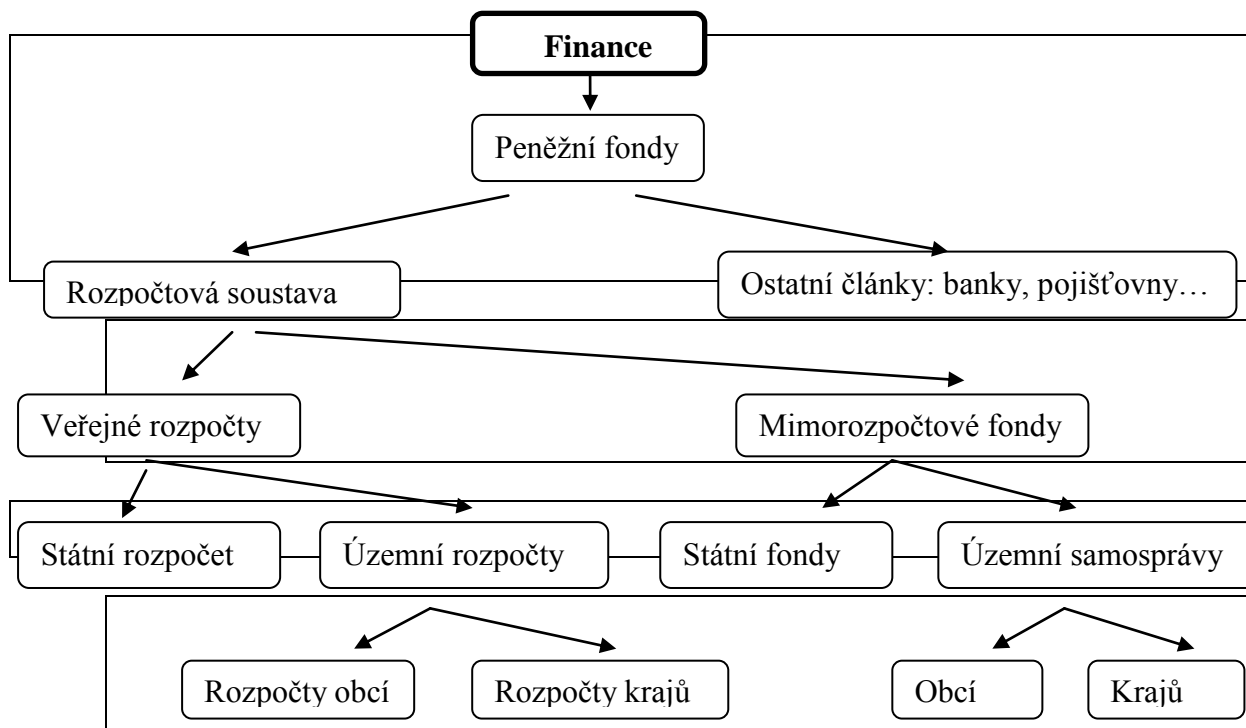 Finance
Peněžní fondy
Rozpočtová soustava
Ostatní články: banky, pojišťovny…
Veřejné rozpočty
Mimorozpočtové fondy
Státní rozpočet
Územní rozpočty
Státní fondy
Územní samosprávy
Rozpočty obcí
Rozpočty krajů
Obcí
Krajů